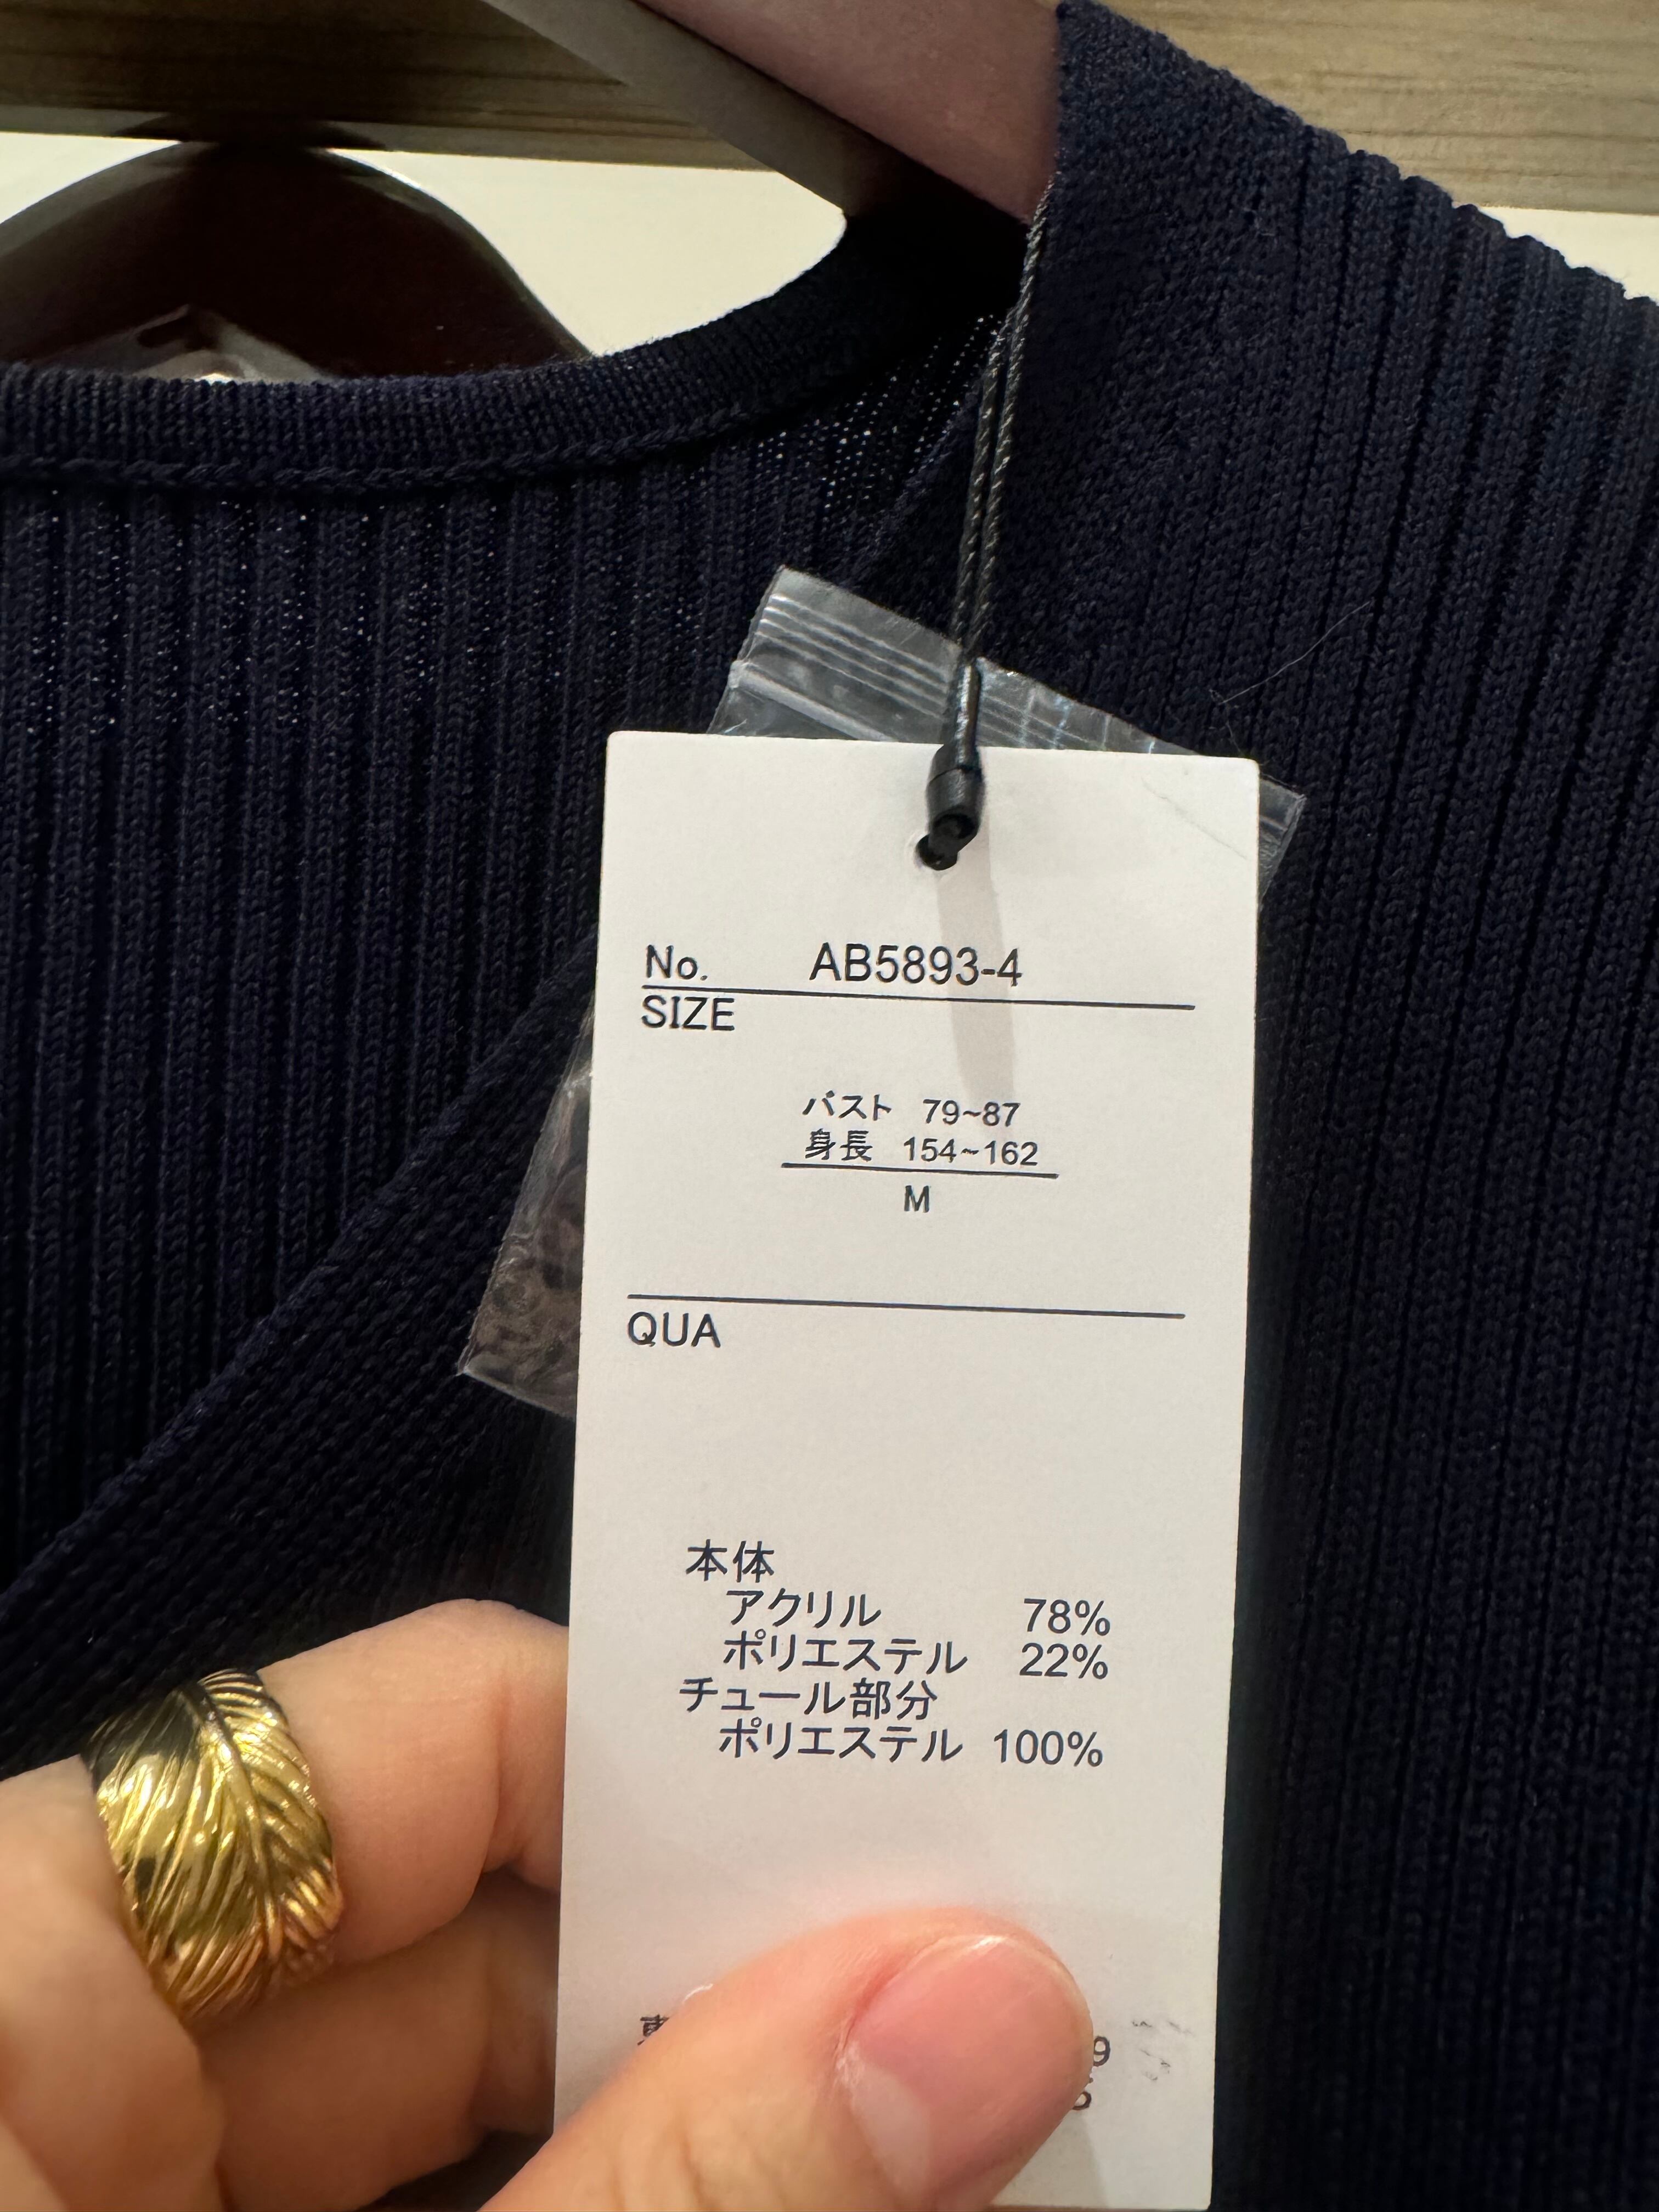 No. AB5893-4
SIZE
バスト 79~87
身長 154~162
M
QUA
本体
アクリル 78%
ポリエステル 22%
チュール部分
ポリエステル 100%
9